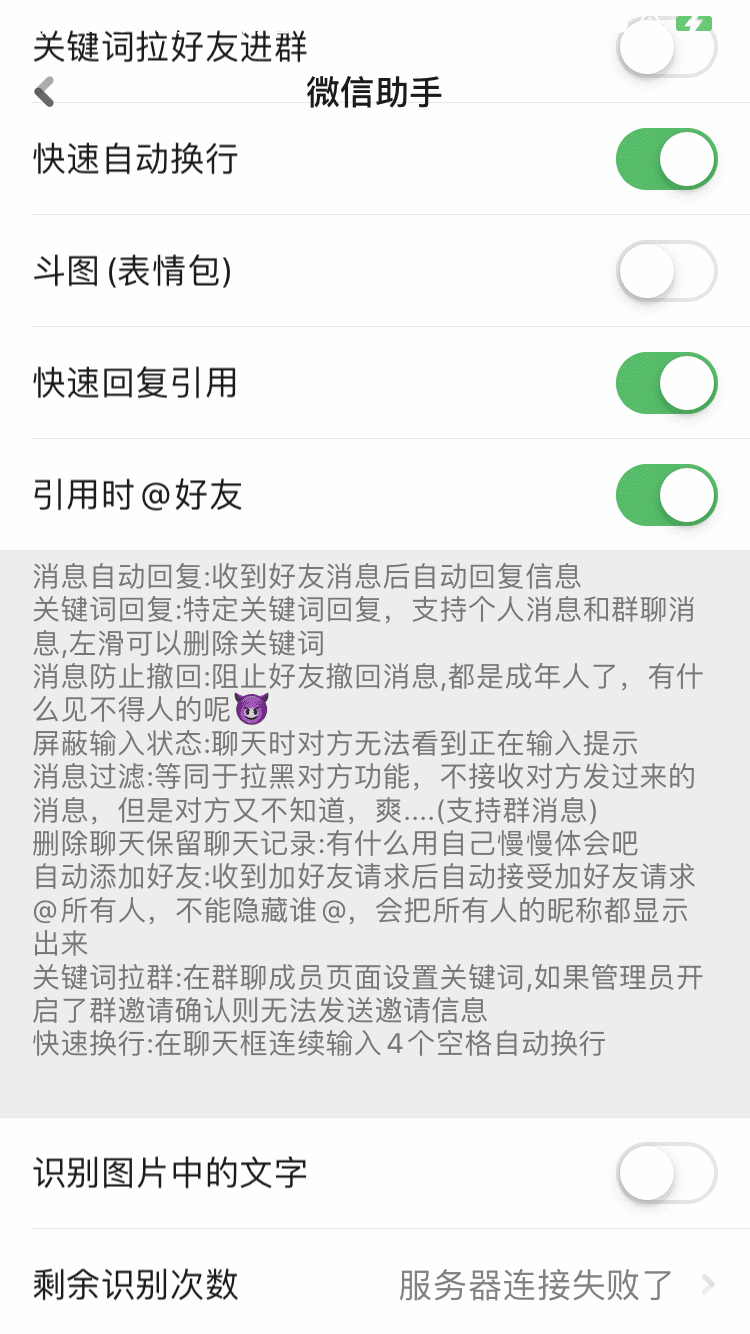 关键词拉好友进群
微信助手
快速自动换行
斗图(表情包)
快速回复引用
引用时@好友
消息自动回复:收到好友消息后自动回复信息
关键词回复:特定关键词回复，支持个人消息和群聊消
息,左滑可以删除关键词
消息防止撤回:阻止好友撤回消息,都是成年人了，有什
么见不得人的呢😈
屏蔽输入状态:聊天时对方无法看到正在输入提示
消息过滤:等同于拉黑对方功能，不接收对方发过来的
消息，但是对方又不知道，爽....(支持群消息)
删除聊天保留聊天记录:有什么用自己慢慢体会吧
自动添加好友:收到加好友请求后自动接受加好友请求
@所有人，不能隐藏谁@，会把所有人的昵称都显示
出来
关键词拉群:在群聊成员页面设置关键词,如果管理员开
启了群邀请确认则无法发送邀请信息
快速换行:在聊天框连续输入4个空格自动换行
识别图片中的文字
剩余识别次数 服务器连接失败了